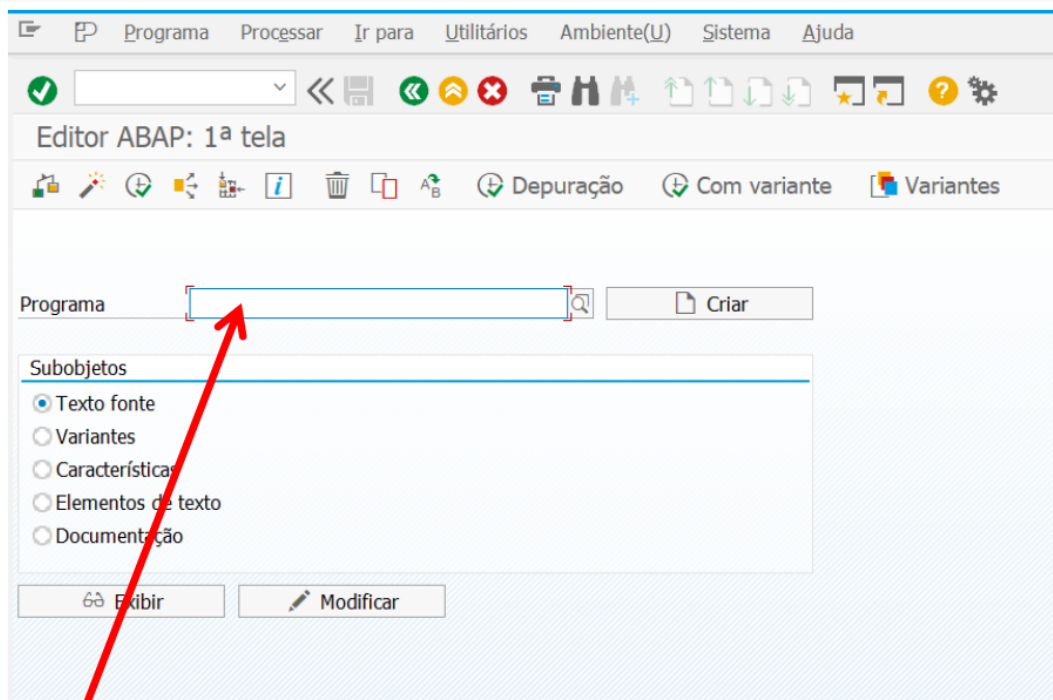 Programa Processar Ir para Utilitários Ambiente(U) Sistema Ajuda
Editor ABAP: 1ª tela
Depuração Com variante Variantes
Programa Criar
Subobjetos
Texto fonte
Variantes
Características
Elementos de texto
Documentação
Exibir Modificar